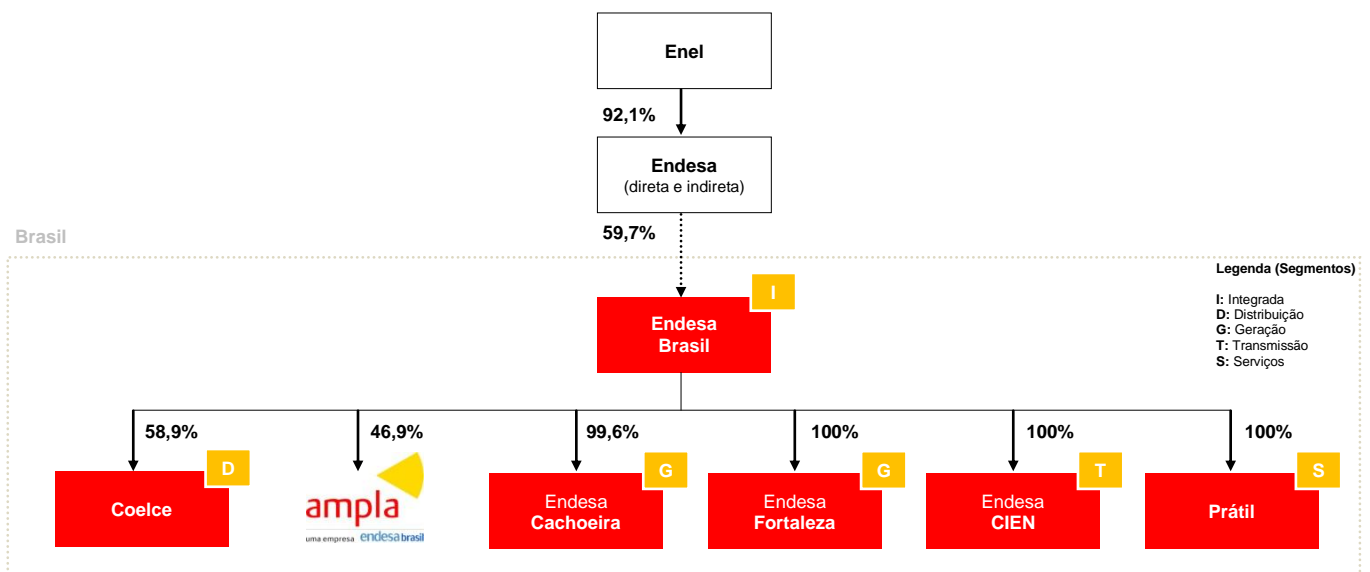 Enel
92,1%
Endesa
(direta e indireta)
59,7%
Brasil
Legenda (Segmentos)
I: Integrada
D: Distribuição
G: Geração
T: Transmissão
S: Serviços
I
Endesa
Brasil
58,9%
46,9%
99,6%
100%
100%
100%
D
Coelce
ampla
uma empresa endesabrasil
G
Endesa
Cachoeira
G
Endesa
Fortaleza
T
Endesa
CIEN
S
Prátil